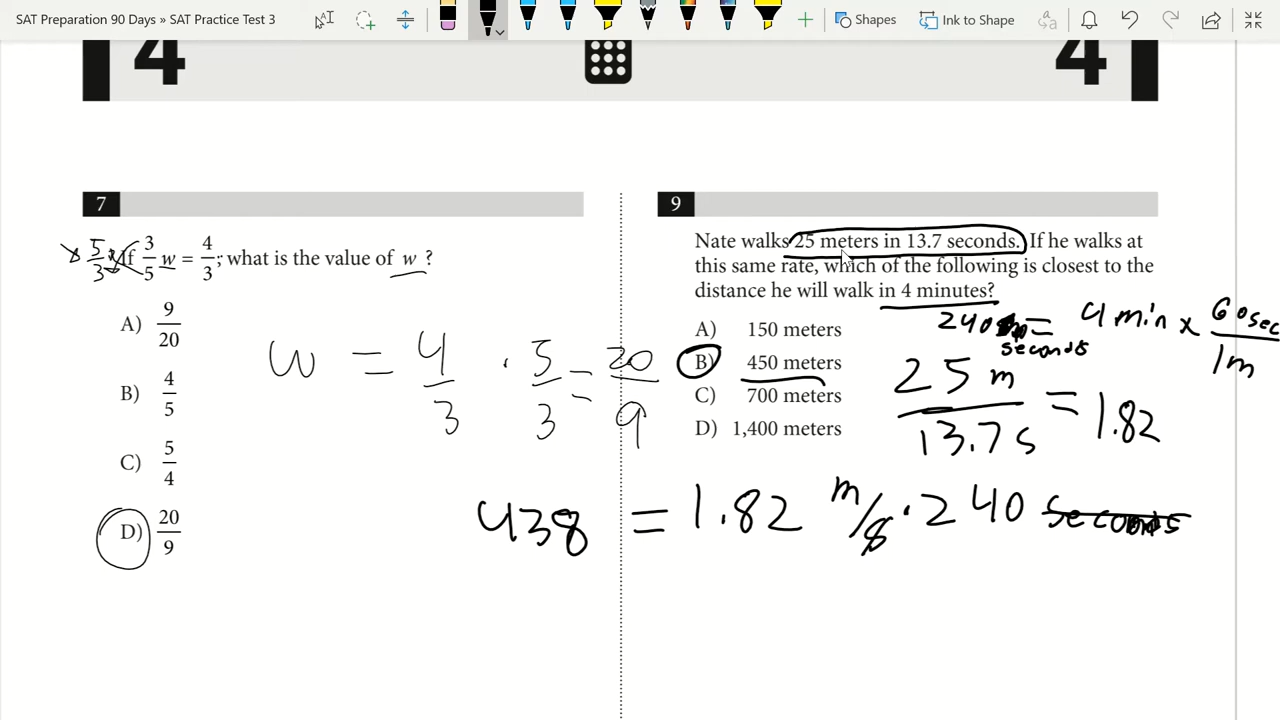 SAT Preparation 90 Days » SAT Practice Test 3
Shapes
Ink to Shape
4
4
7
5/3 If 3/5 w = 4/3, what is the value of w ?
A) 9/20
B) 4/5
C) 5/4
D) 20/9
w = 4/3 · 5/3 = 20/9
9
Nate walks 25 meters in 13.7 seconds. If he walks at
this same rate, which of the following is closest to the
distance he will walk in 4 minutes?
A) 150 meters
B) 450 meters
C) 700 meters
D) 1,400 meters
240 seconds = 4 min × 60 sec/1m
25 m/13.7 s = 1.82
438 = 1.82 m/s · 240 seconds